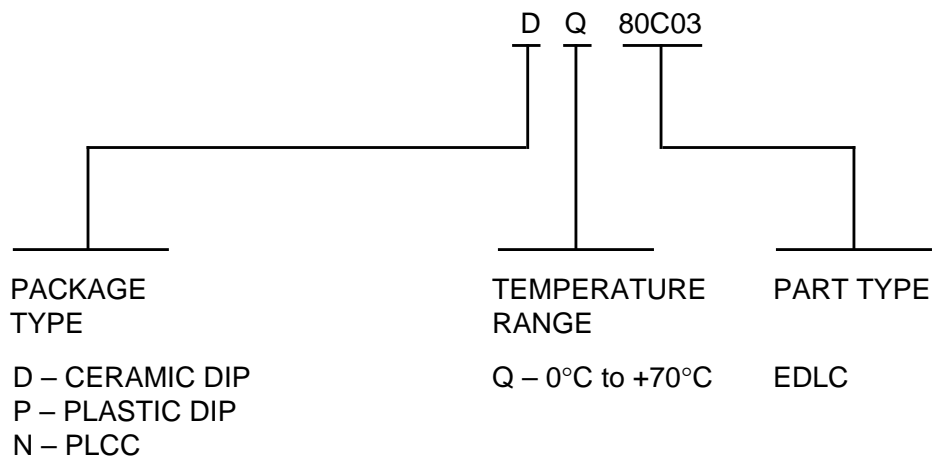 D Q 80C03
PACKAGE
TYPE
D – CERAMIC DIP
P – PLASTIC DIP
N – PLCC
TEMPERATURE
RANGE
Q – 0°C to +70°C
PART TYPE
EDLC